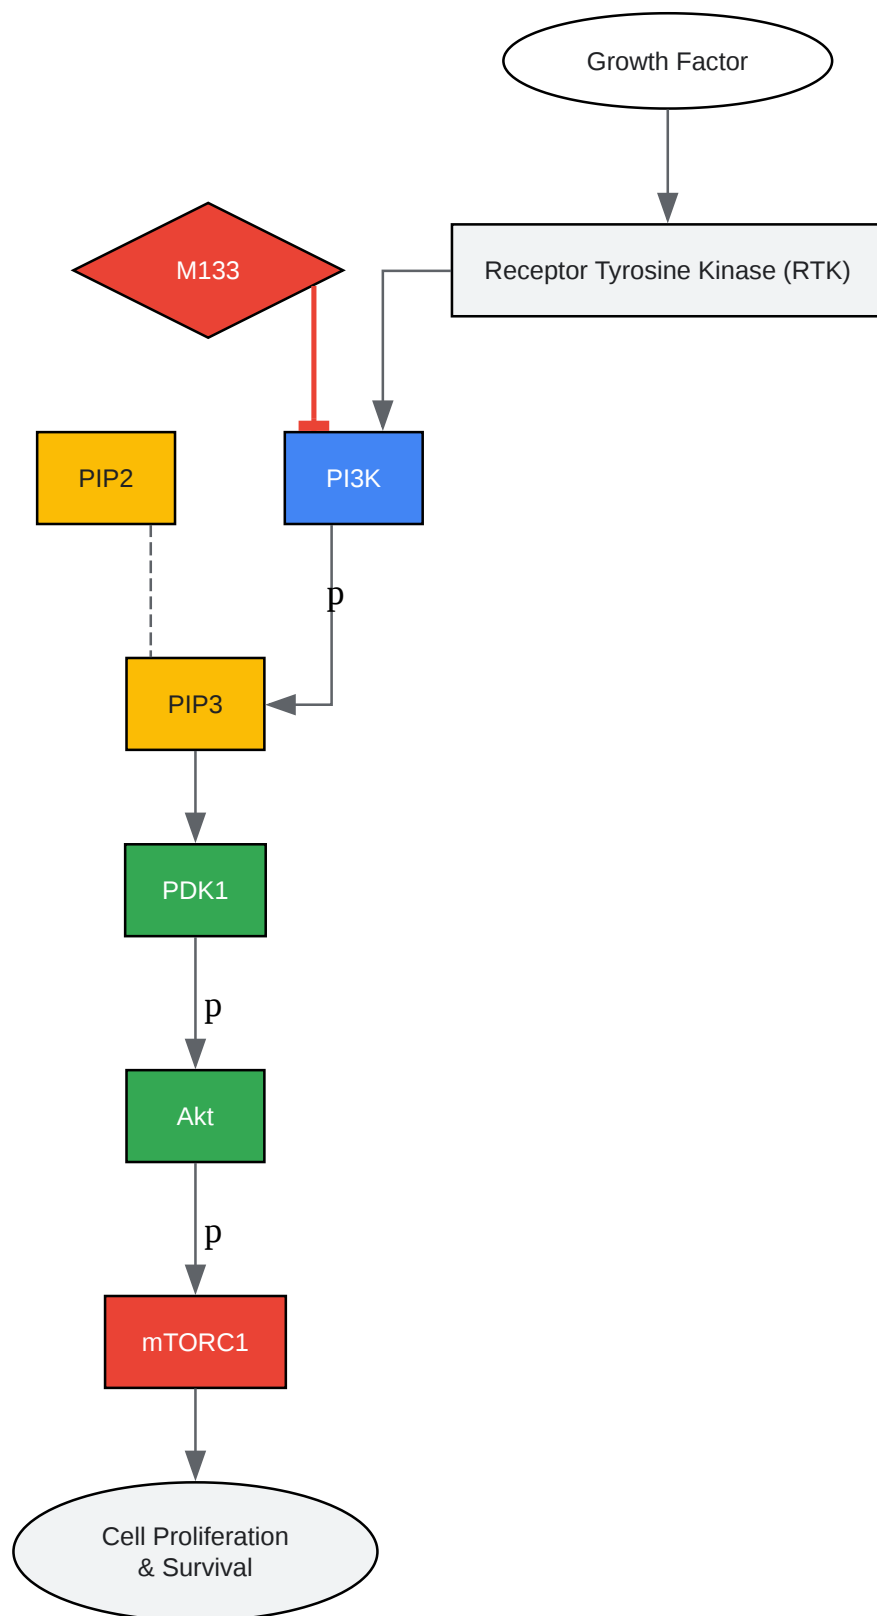 Growth Factor
M133
Receptor Tyrosine Kinase (RTK)
PIP2
PI3K
p
PIP3
PDK1
p
Akt
p
mTORC1
Cell Proliferation
& Survival